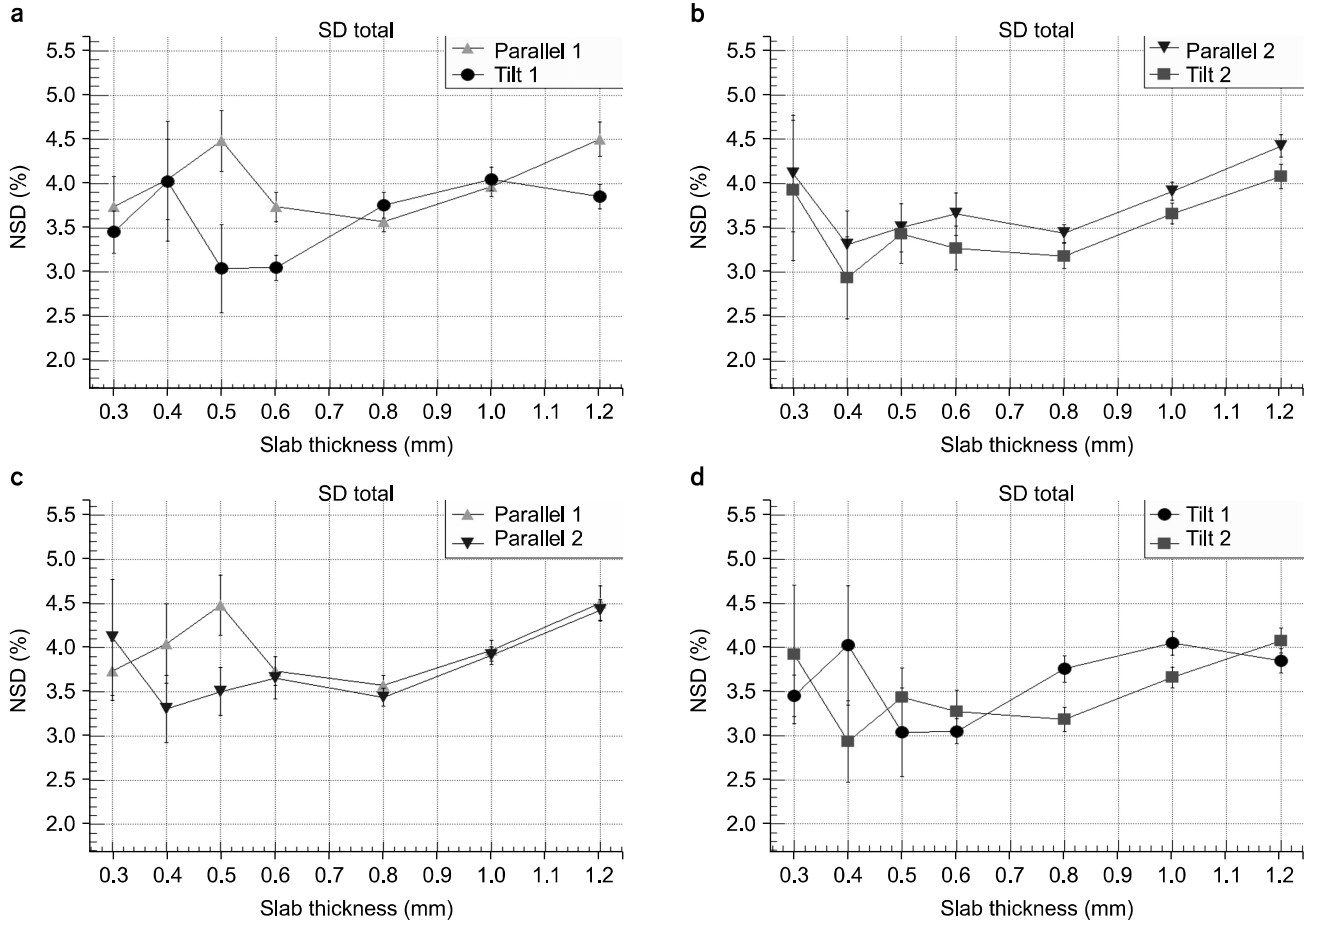 a
SD total
Parallel 1
Tilt 1
5.5
5.0
4.5
4.0
3.5
3.0
2.5
2.0
NSD (%)
0.3 0.4 0.5 0.6 0.7 0.8 0.9 1.0 1.1 1.2
Slab thickness (mm)
b
SD total
Parallel 2
Tilt 2
5.5
5.0
4.5
4.0
3.5
3.0
2.5
2.0
NSD (%)
0.3 0.4 0.5 0.6 0.7 0.8 0.9 1.0 1.1 1.2
Slab thickness (mm)
c
SD total
Parallel 1
Parallel 2
5.5
5.0
4.5
4.0
3.5
3.0
2.5
2.0
NSD (%)
0.3 0.4 0.5 0.6 0.7 0.8 0.9 1.0 1.1 1.2
Slab thickness (mm)
d
SD total
Tilt 1
Tilt 2
5.5
5.0
4.5
4.0
3.5
3.0
2.5
2.0
NSD (%)
0.3 0.4 0.5 0.6 0.7 0.8 0.9 1.0 1.1 1.2
Slab thickness (mm)